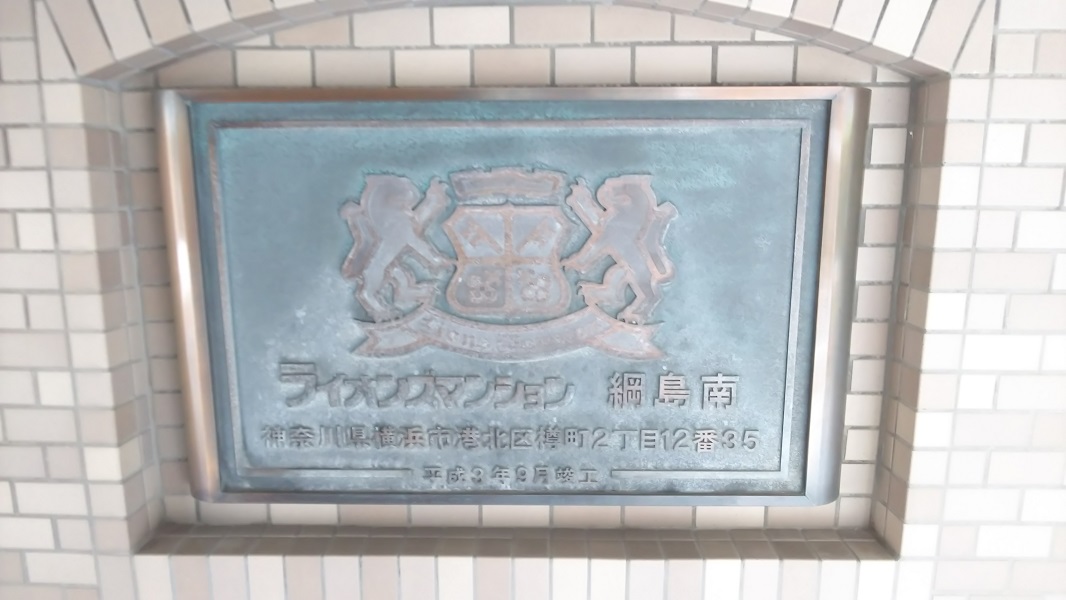 ライオンズマンション 綱島南
神奈川県横浜市港北区樽町2丁目12番35
平成3年9月竣工